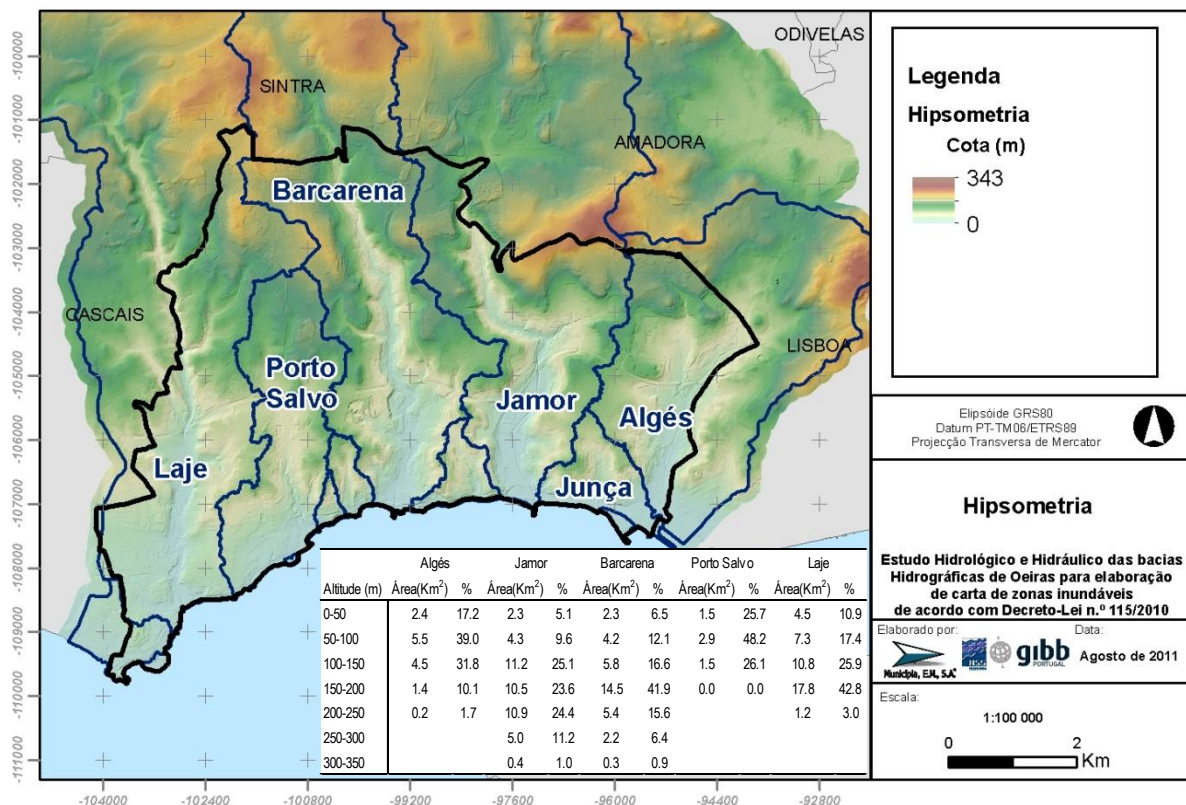 ODIVELAS
SINTRA
AMADORA
Barcarena
CASCAIS
LISBOA
Porto
Salvo
Jamor
Algés
Laje
Junça
-100000
-101000
-102000
-103000
-104000
-105000
-106000
-107000
-108000
-109000
-110000
-111000
-104000 -102400 -100800 -99200 -97600 -96000 -94400 -92800
Algés Jamor Barcarena Porto Salvo Laje
Altitude (m) Área(Km²) % Área(Km²) % Área(Km²) % Área(Km²) % Área(Km²) %
0-50 2.4 17.2 2.3 5.1 2.3 6.5 1.5 25.7 4.5 10.9
50-100 5.5 39.0 4.3 9.6 4.2 12.1 2.9 48.2 7.3 17.4
100-150 4.5 31.8 11.2 25.1 5.8 16.6 1.5 26.1 10.8 25.9
150-200 1.4 10.1 10.5 23.6 14.5 41.9 0.0 0.0 17.8 42.8
200-250 0.2 1.7 10.9 24.4 5.4 15.6 1.2 3.0
250-300 5.0 11.2 2.2 6.4
300-350 0.4 1.0 0.3 0.9
Legenda
Hipsometria
Cota (m)
343
0
Elipsóide GRS80
Datum PT-TM06/ETRS89
Projecção Transversa de Mercator
Hipsometria
Estudo Hidrológico e Hidráulico das bacias
Hidrográficas de Oeiras para elaboração
de carta de zonas inundáveis
de acordo com Decreto-Lei n.º 115/2010
Elaborado por:
Municípia, E.M., S.A.
gibb
PORTUGAL
Data:
Agosto de 2011
Escala:
1:100 000
0 2
Km